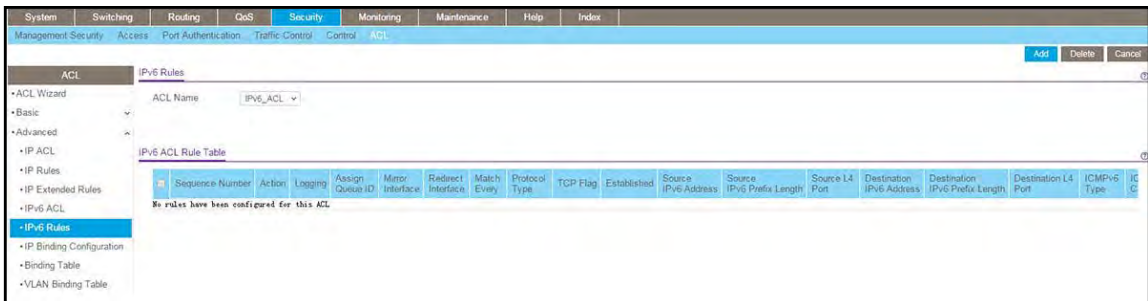 System Switching Routing QoS Security Monitoring Maintenance Help Index
Management Security Access Port Authentication Traffic Control Control ACL
Add Delete Cancel
ACL
•ACL Wizard
•Basic
•Advanced
•IP ACL
•IP Rules
•IP Extended Rules
•IPv6 ACL
•IPv6 Rules
•IP Binding Configuration
•Binding Table
•VLAN Binding Table
IPv6 Rules
ACL Name IPv6_ACL
IPv6 ACL Rule Table
Sequence Number Action Logging Assign Queue ID Mirror Interface Redirect Interface Match Every Protocol Type TCP Flag Established Source IPv6 Address Source IPv6 Prefix Length Source L4 Port Destination IPv6 Address Destination IPv6 Prefix Length Destination L4 Port ICMPv6 Type
No rules have been configured for this ACL